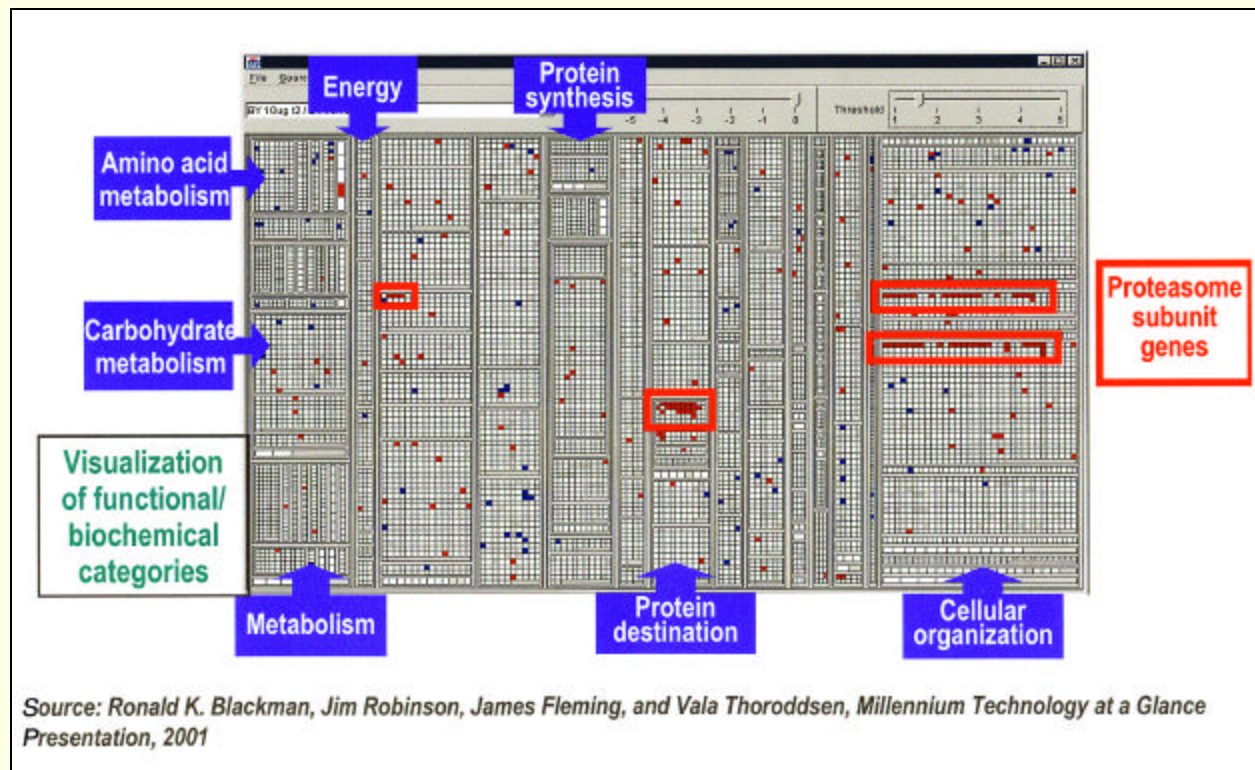 Energy
Protein
synthesis
File
-5 -4 -3 -2 -1 0
Threshold
1 2 3 4 5
Amino acid
metabolism
Carbohydrate
metabolism
Proteasome
subunit
genes
Visualization
of functional/
biochemical
categories
Metabolism
Protein
destination
Cellular
organization
Source: Ronald K. Blackman, Jim Robinson, James Fleming, and Vala Thoroddsen, Millennium Technology at a Glance
Presentation, 2001